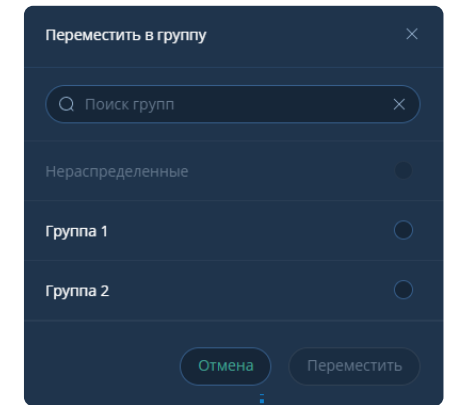 Переместить в группу
Поиск групп
Нераспределенные
Группа 1
Группа 2
Отмена Переместить